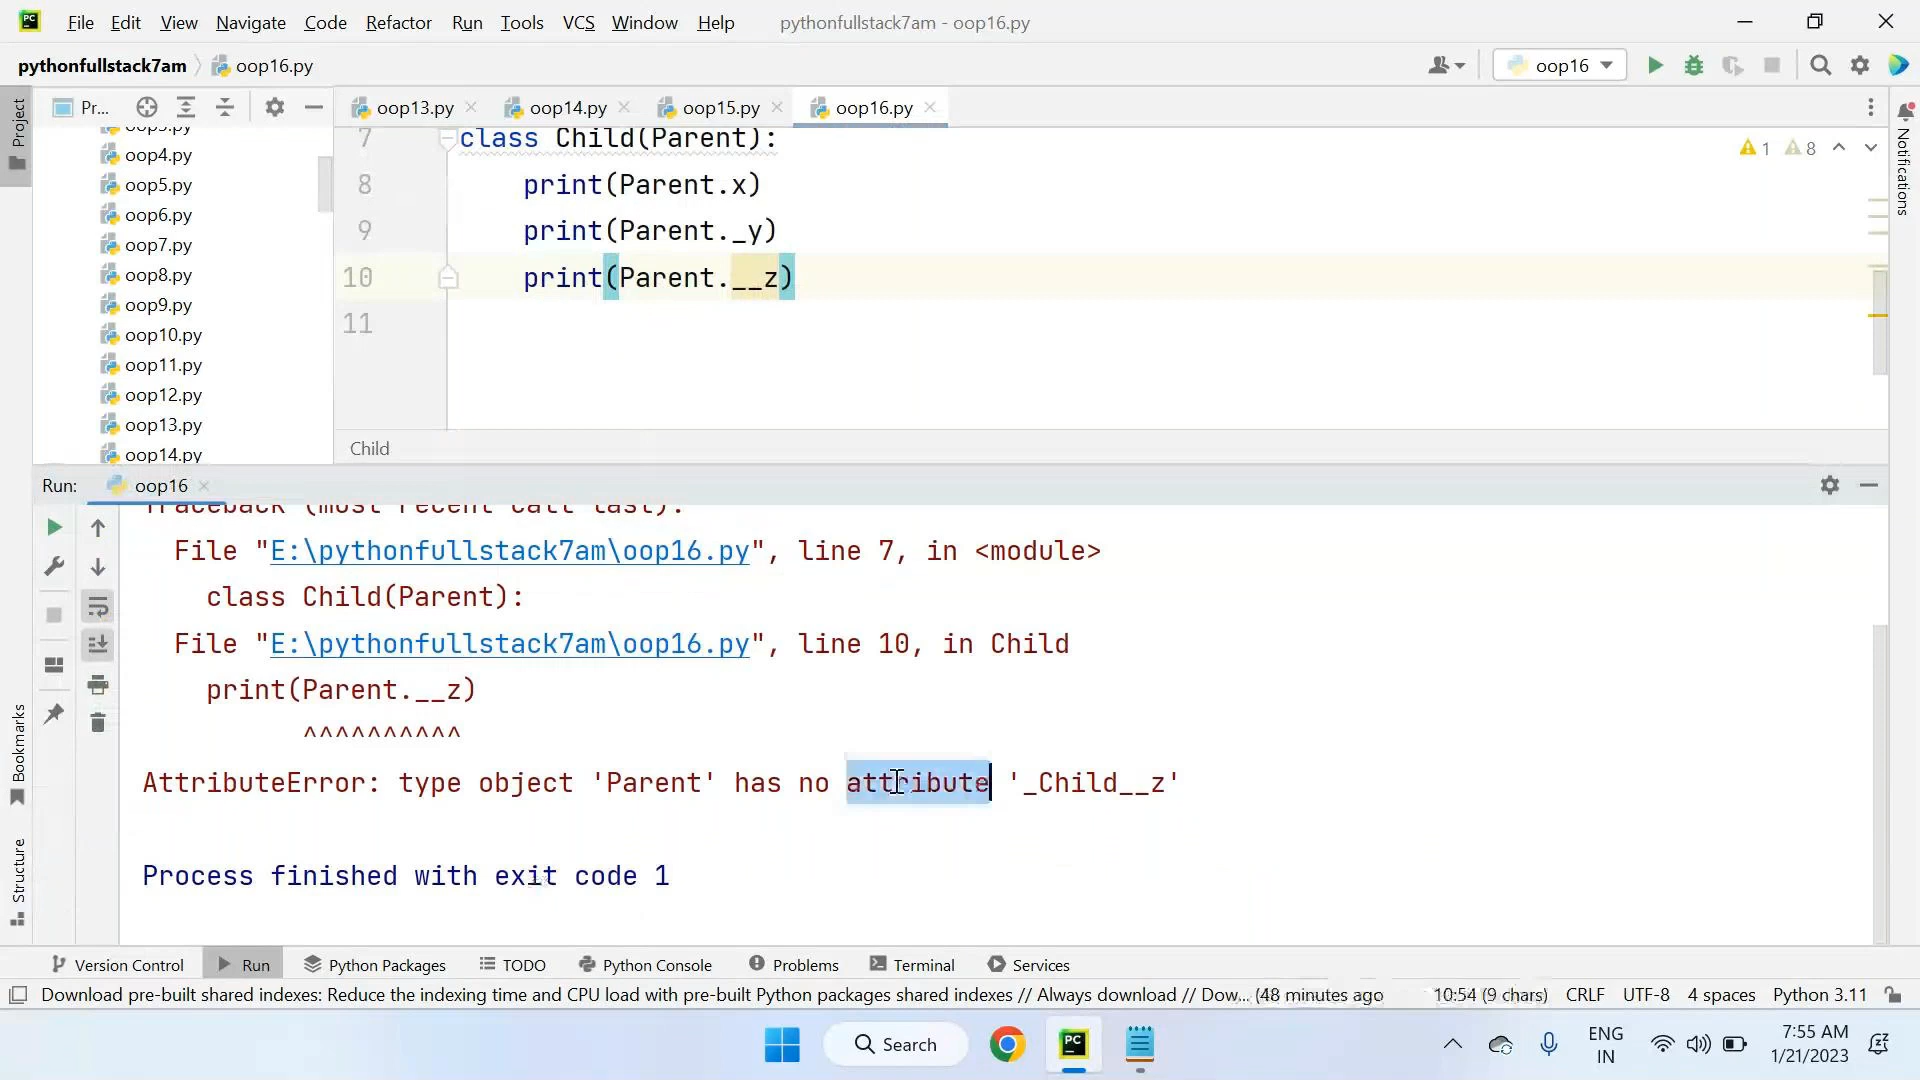 File Edit View Navigate Code Refactor Run Tools VCS Window Help pythonfullstack7am - oop16.py
pythonfullstack7am oop16.py oop16
Pr... oop13.py oop14.py oop15.py oop16.py
Project
Notifications
oop4.py
oop5.py
oop6.py
oop7.py
oop8.py
oop9.py
oop10.py
oop11.py
oop12.py
oop13.py
oop14.py
7 class Child(Parent):
8 print(Parent.x)
9 print(Parent._y)
10 print(Parent.__z)
11
1 8
Child
Run: oop16
Traceback (most recent call last):
File "E:\pythonfullstack7am\oop16.py", line 7, in <module>
class Child(Parent):
File "E:\pythonfullstack7am\oop16.py", line 10, in Child
print(Parent.__z)
^^^^^^^^^^
AttributeError: type object 'Parent' has no attribute '_Child__z'
Process finished with exit code 1
Bookmarks
Structure
Version Control Run Python Packages TODO Python Console Problems Terminal Services
Download pre-built shared indexes: Reduce the indexing time and CPU load with pre-built Python packages shared indexes // Always download // Dow... (48 minutes ago 10:54 (9 chars) CRLF UTF-8 4 spaces Python 3.11
PC
Search
ENG
IN
7:55 AM
1/21/2023